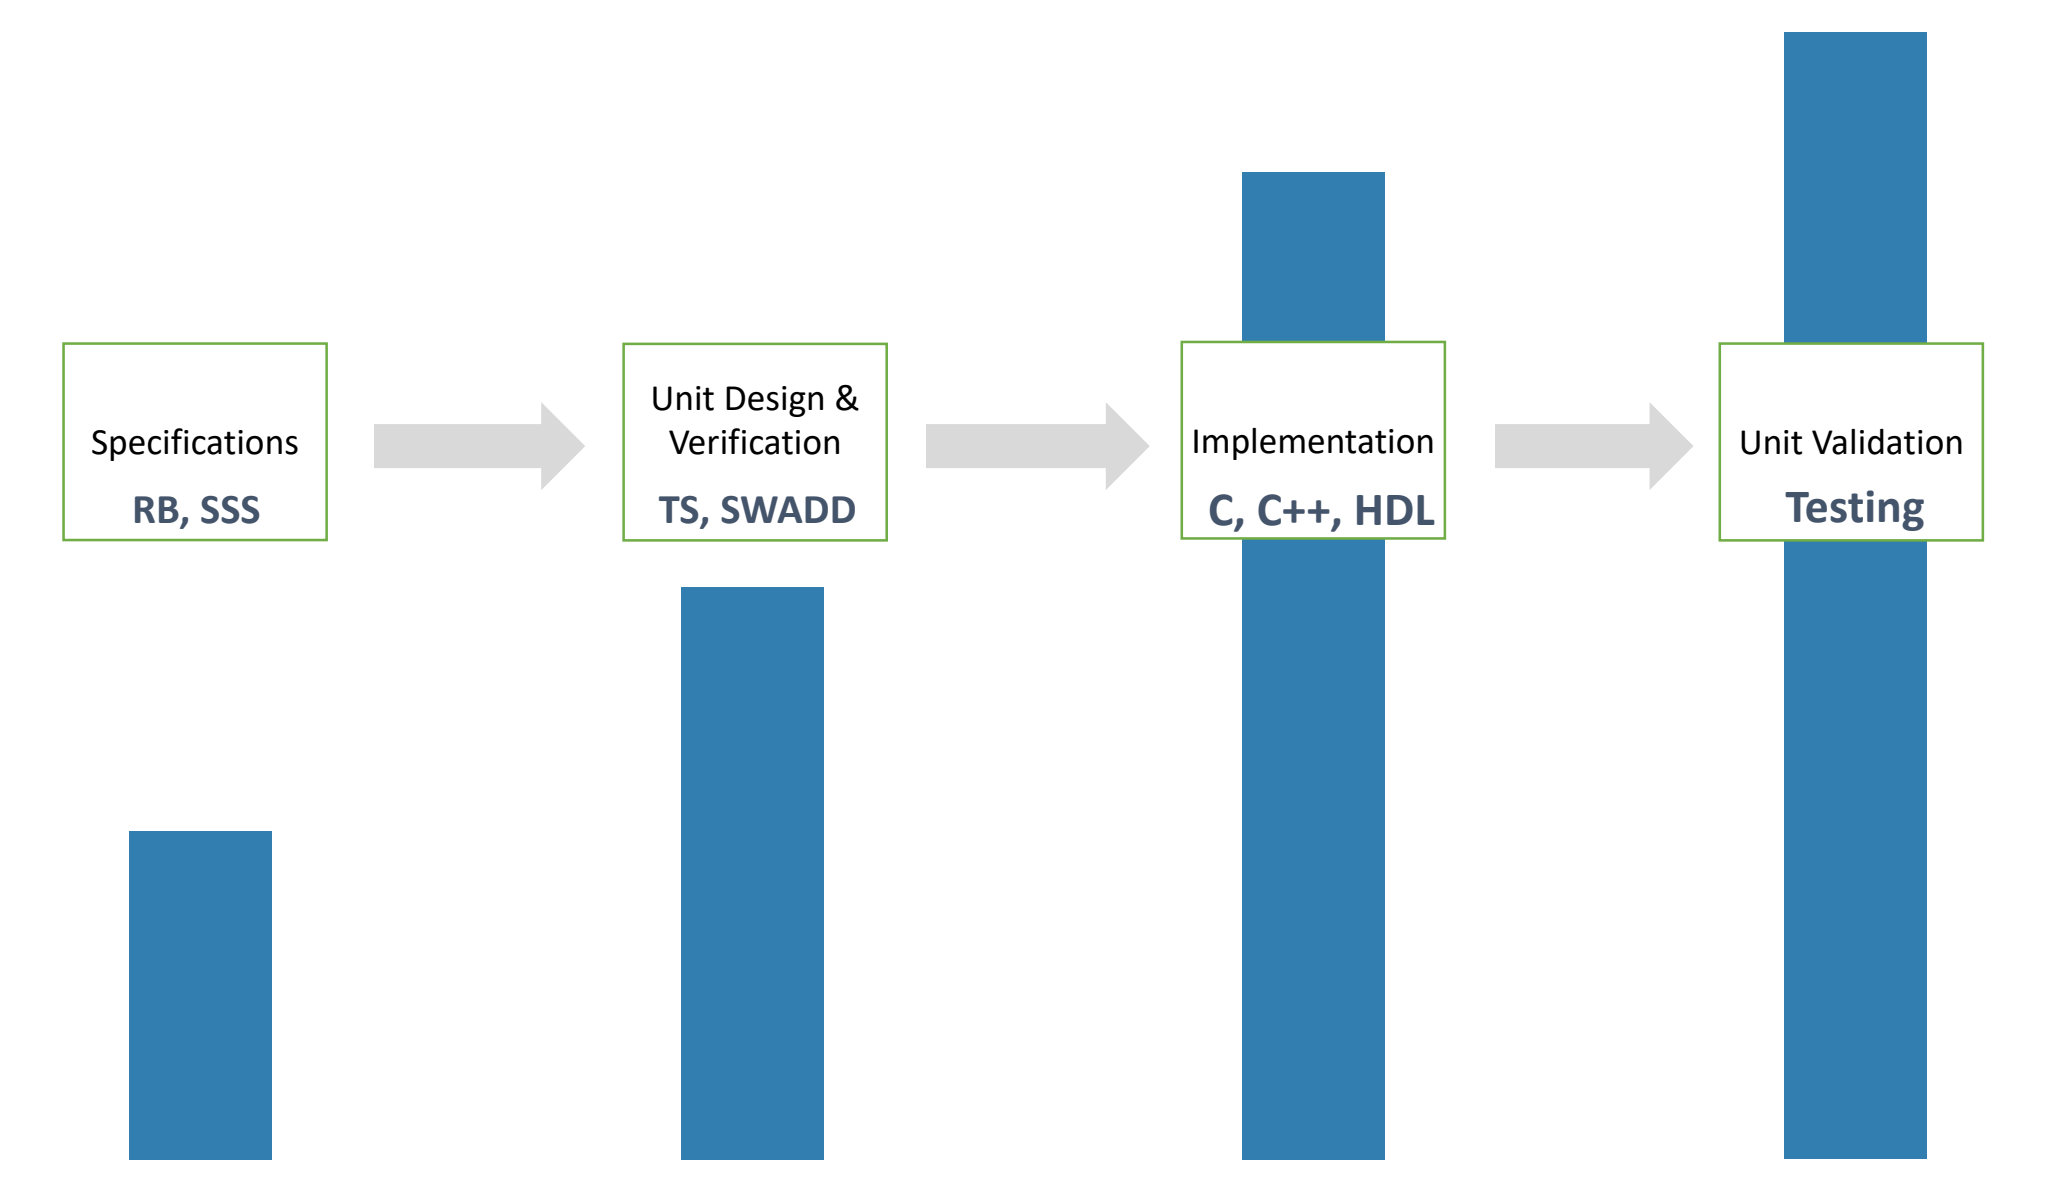 Specifications
RB, SSS
Unit Design &
Verification
TS, SWADD
Implementation
C, C++, HDL
Unit Validation
Testing